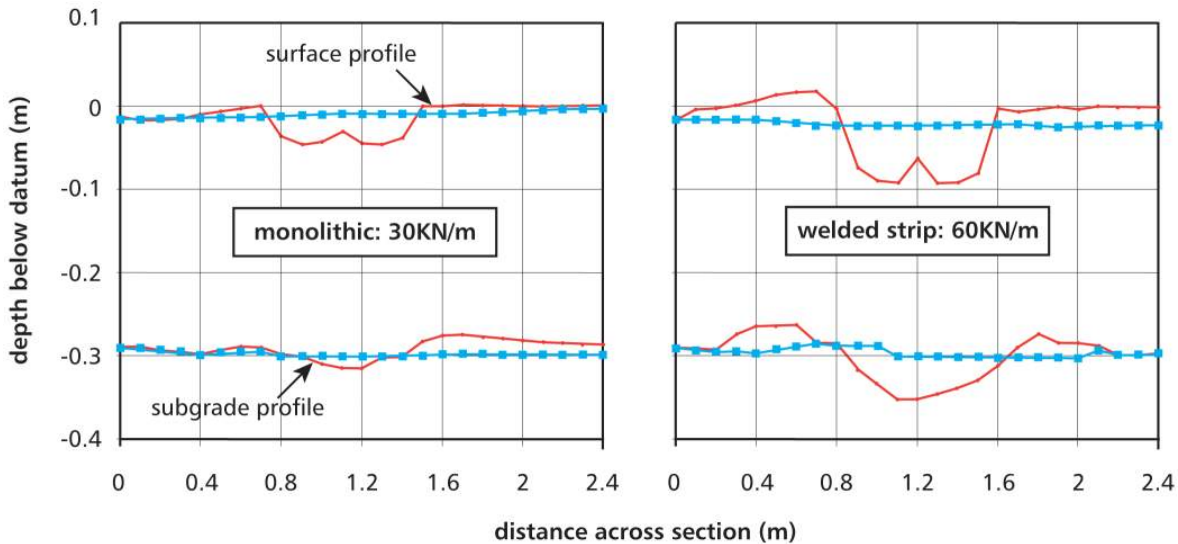 0.1
0
-0.1
-0.2
-0.3
-0.4
depth below datum (m)
surface profile
monolithic: 30KN/m
subgrade profile
0 0.4 0.8 1.2 1.6 2.0 2.4
welded strip: 60KN/m
0 0.4 0.8 1.2 1.6 2 2.4
distance across section (m)